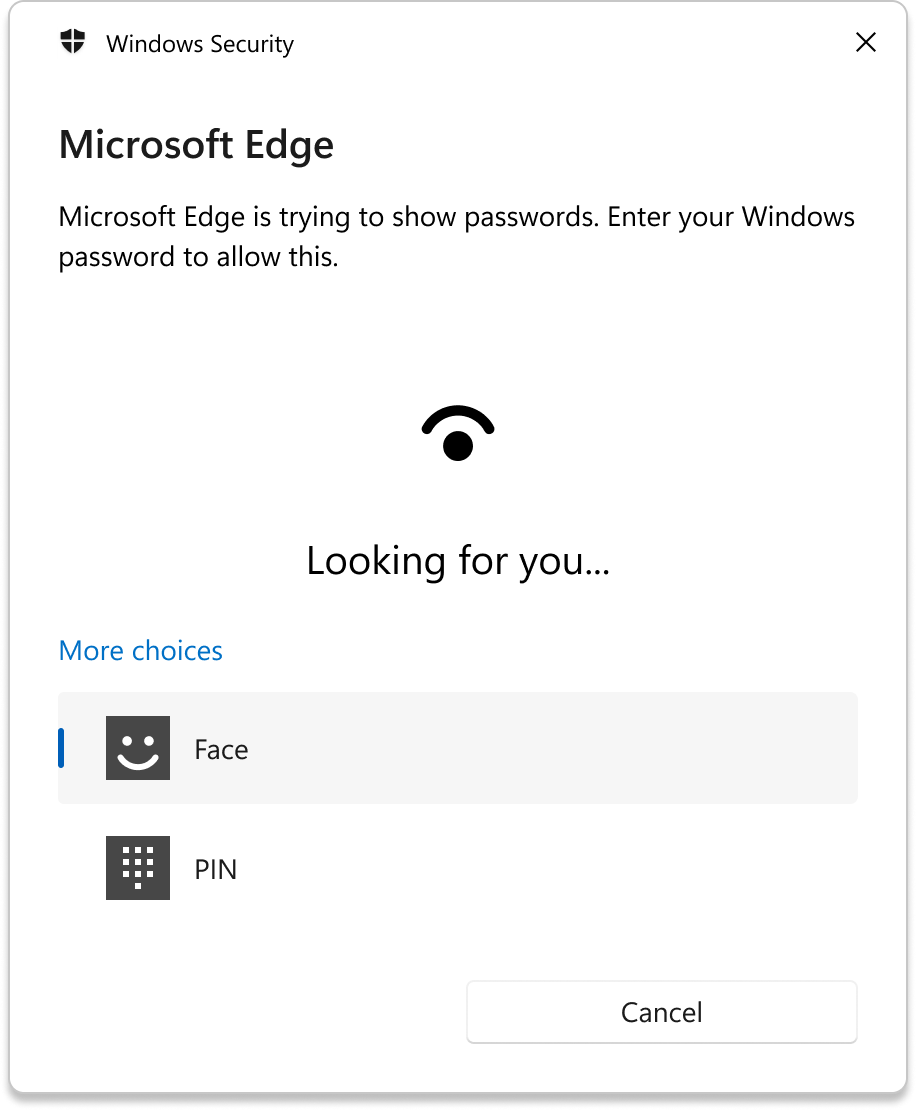 Windows Security
Microsoft Edge
Microsoft Edge is trying to show passwords. Enter your Windows
password to allow this.
Looking for you...
More choices
Face
PIN
Cancel